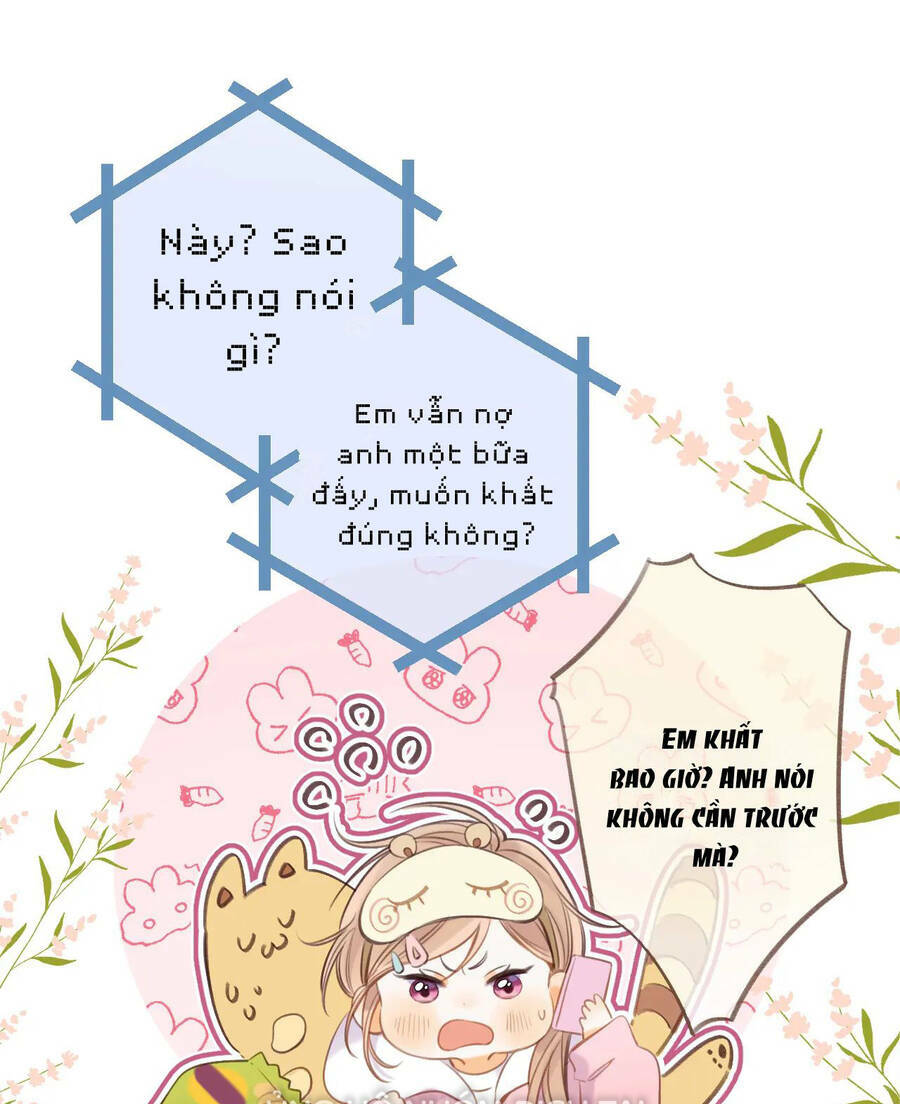 Này? Sao
không nói
gì?
Em vẫn nợ
anh một bữa
đấy, muốn khất
đúng không?
EM KHẤT
BAO GIỜ? ANH NÓI
KHÔNG CẦN TRƯỚC
MÀ?